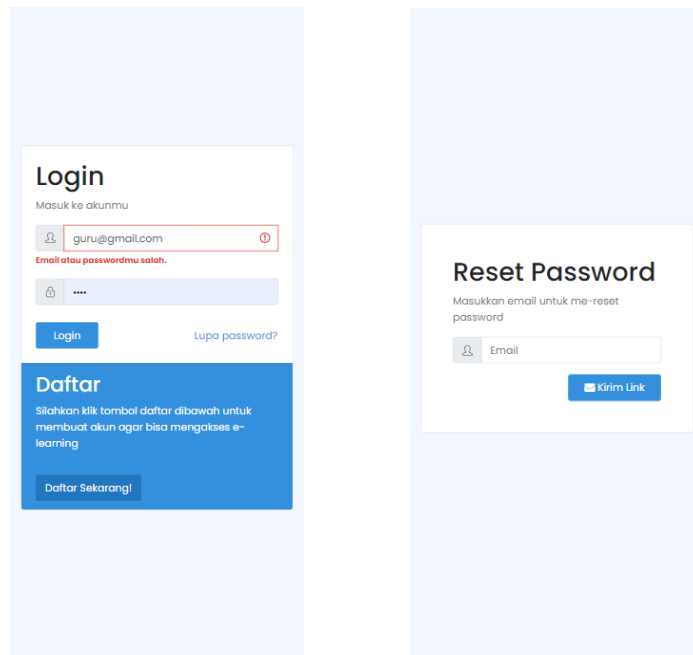 Login
Masuk ke akunmu
guru@gmail.com
Email atau passwordmu salah.
••••
Login
Lupa password?
Daftar
Silahkan klik tombol daftar dibawah untuk
membuat akun agar bisa mengakses e-
learning
Daftar Sekarang!
Reset Password
Masukkan email untuk me-reset
password
Email
Kirim Link